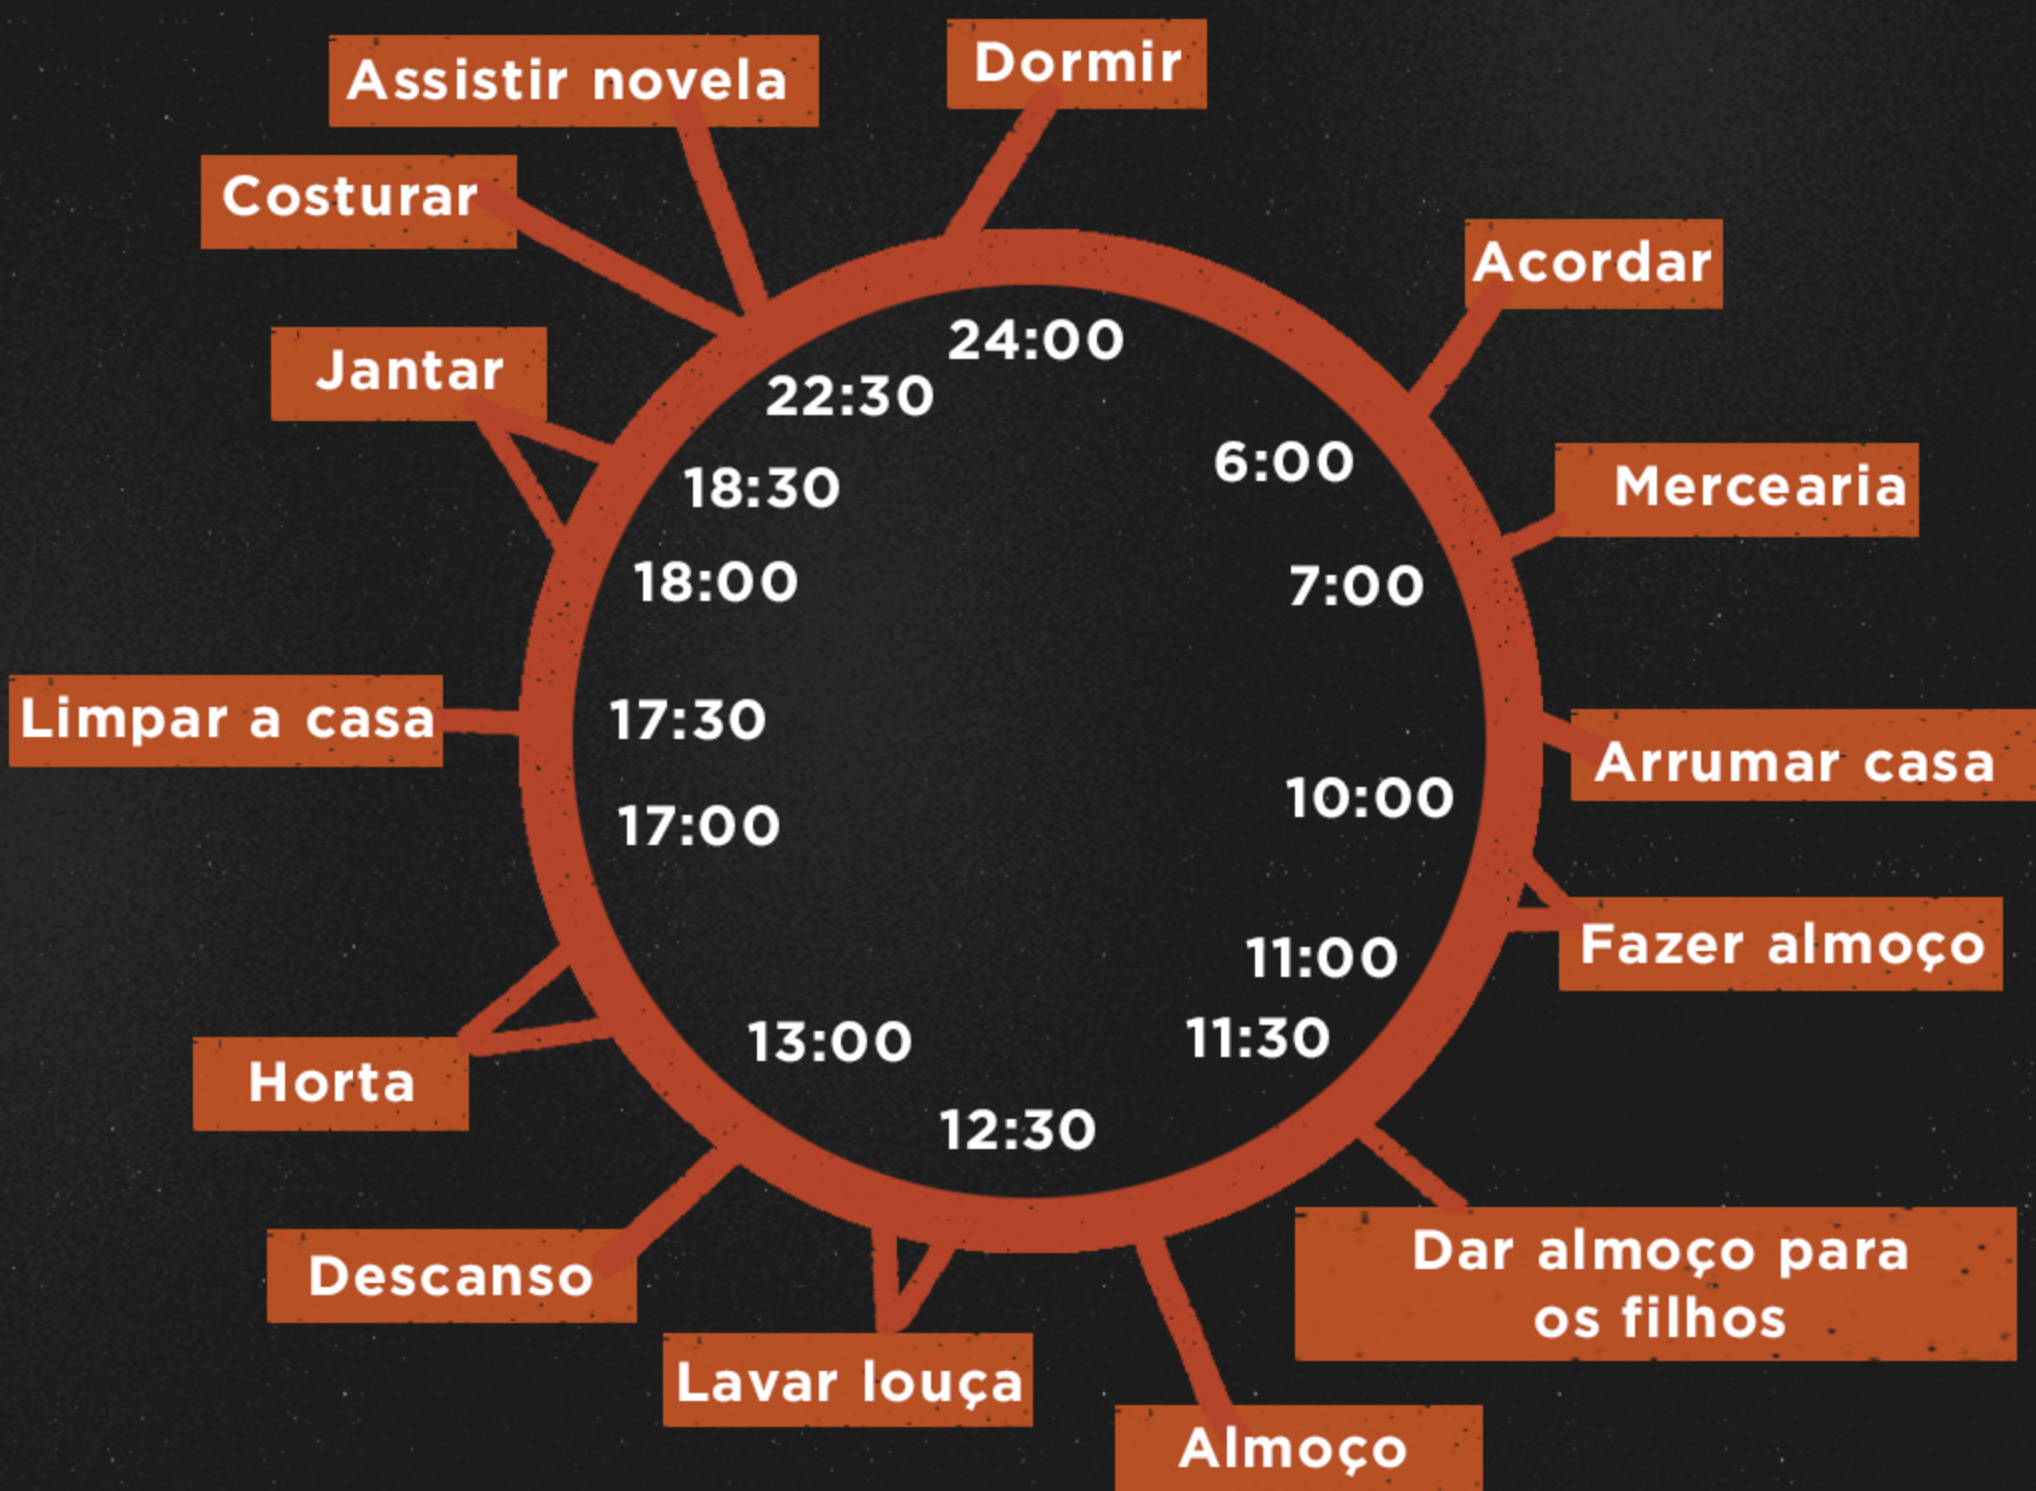 Dormir
Assistir novela
Costurar
Jantar
Limpar a casa
Horta
Descanso
Lavar louça
Almoço
Dar almoço para
os filhos
Fazer almoço
Arrumar casa
Mercearia
Acordar
24:00
22:30
18:30
18:00
17:30
17:00
13:00
12:30
11:30
11:00
10:00
7:00
6:00